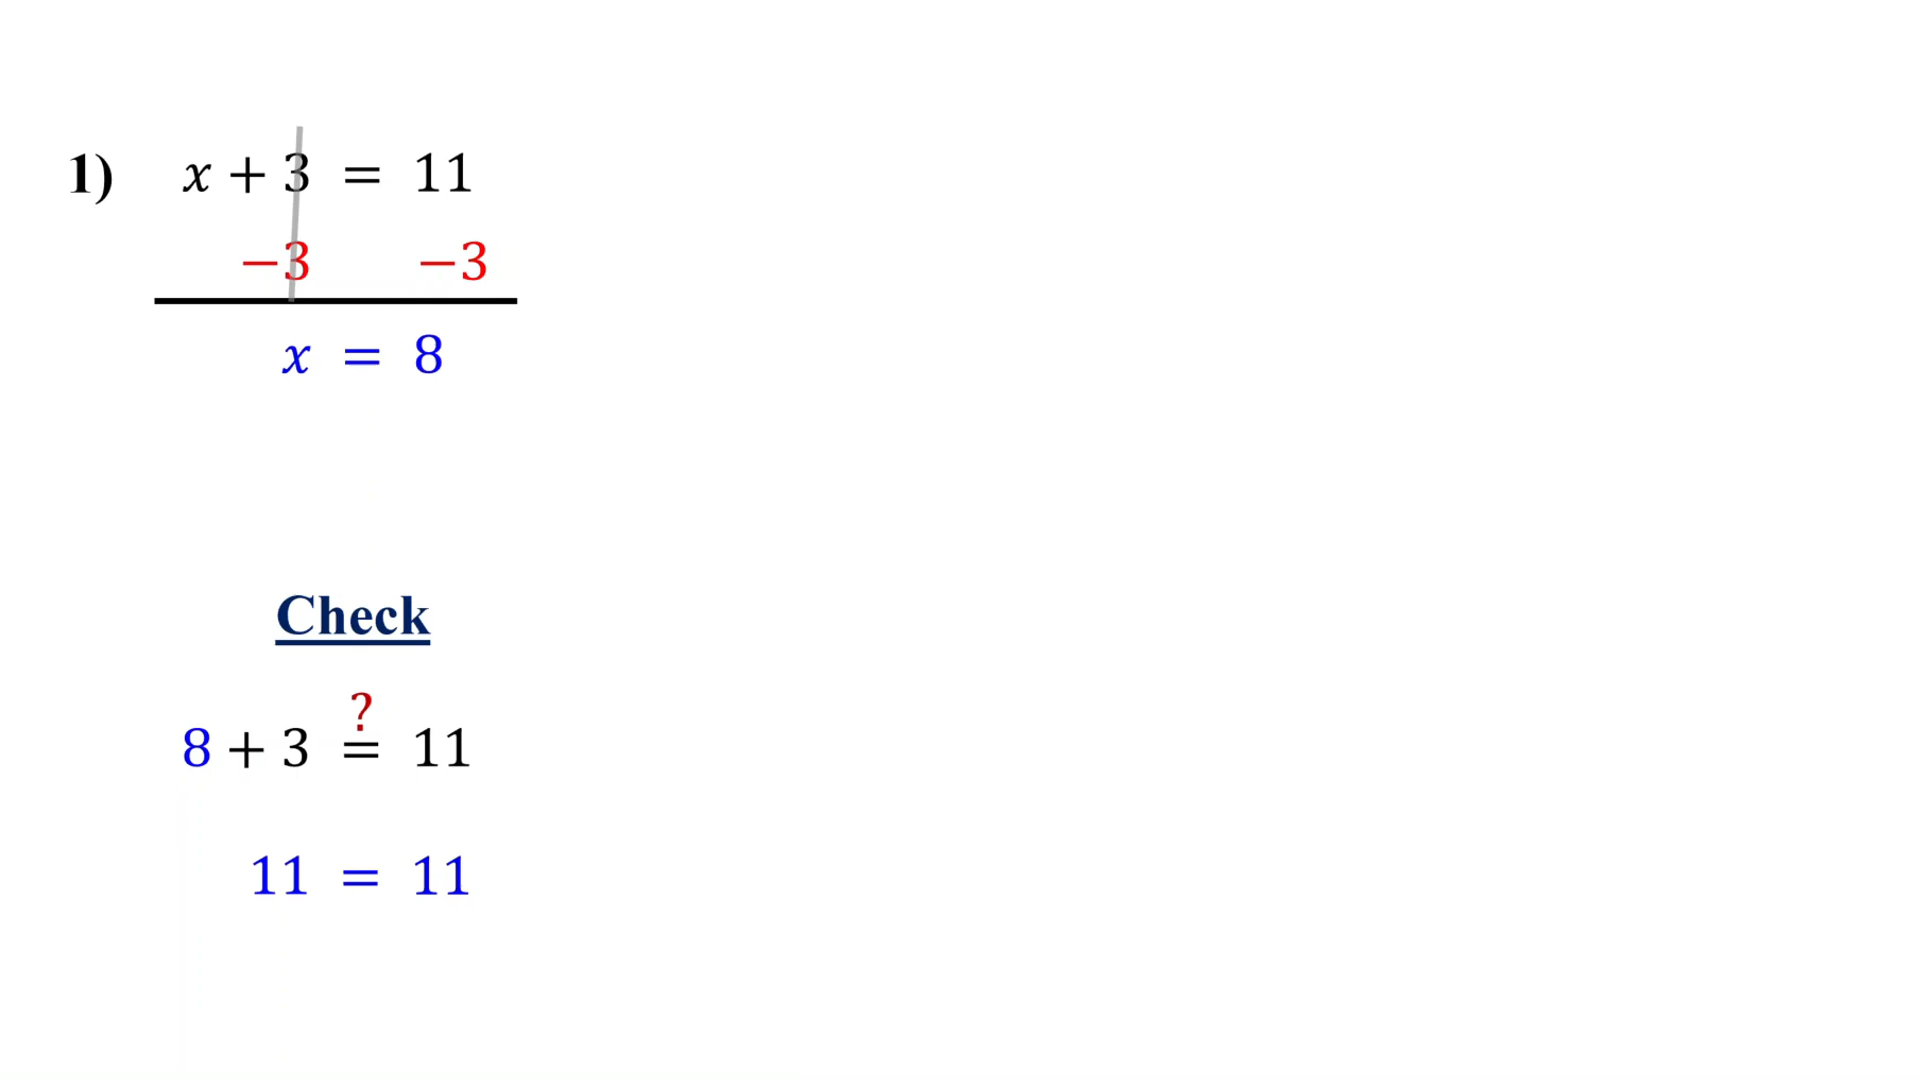 1) x + 3 = 11
−3 −3
x = 8
Check
?
8 + 3 = 11
11 = 11